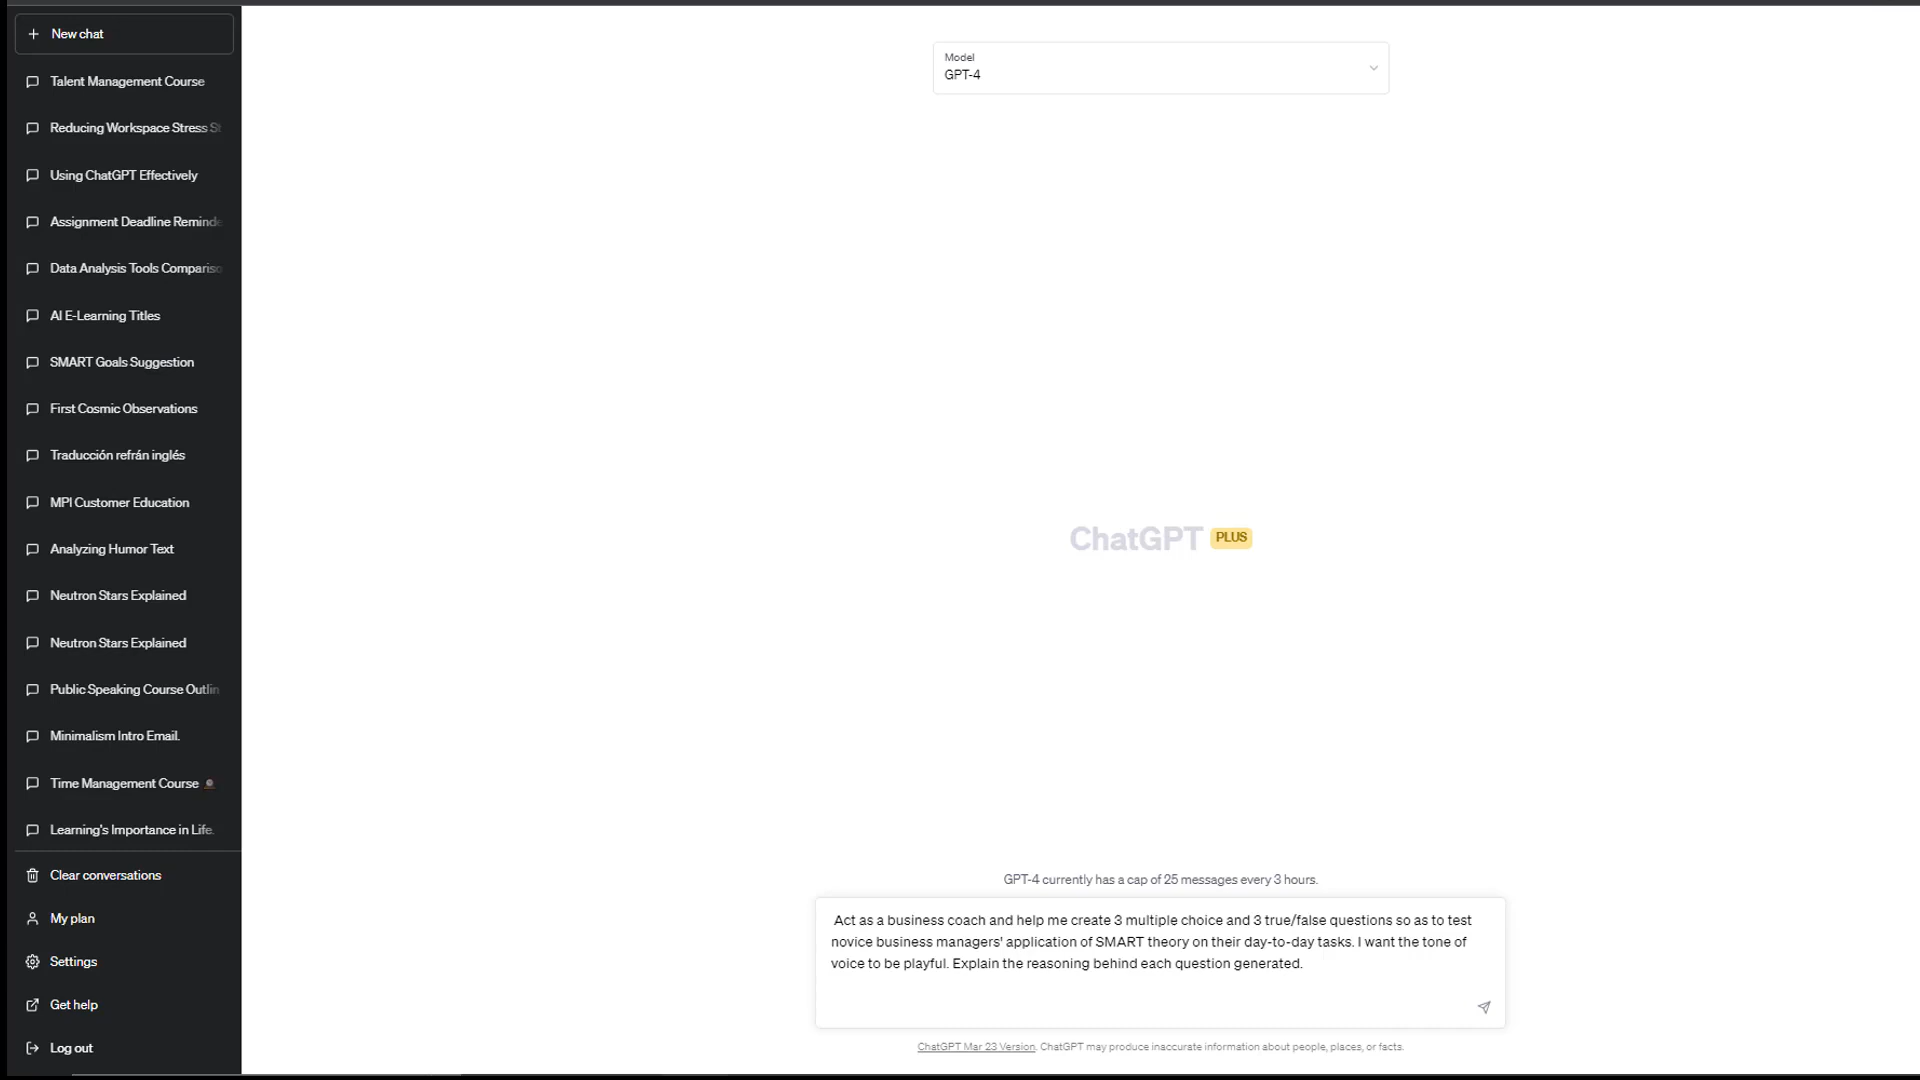 New chat
Talent Management Course
Reducing Workspace Stress St
Using ChatGPT Effectively
Assignment Deadline Reminde
Data Analysis Tools Compariso
AI E-Learning Titles
SMART Goals Suggestion
First Cosmic Observations
Traducción refrán inglés
MPI Customer Education
Analyzing Humor Text
Neutron Stars Explained
Neutron Stars Explained
Public Speaking Course Outlin
Minimalism Intro Email.
Time Management Course
Learning's Importance in Life.
Clear conversations
My plan
Settings
Get help
Log out
Model
GPT-4
ChatGPT PLUS
GPT-4 currently has a cap of 25 messages every 3 hours.
Act as a business coach and help me create 3 multiple choice and 3 true/false questions so as to test
novice business managers' application of SMART theory on their day-to-day tasks. I want the tone of
voice to be playful. Explain the reasoning behind each question generated.
ChatGPT Mar 23 Version. ChatGPT may produce inaccurate information about people, places, or facts.